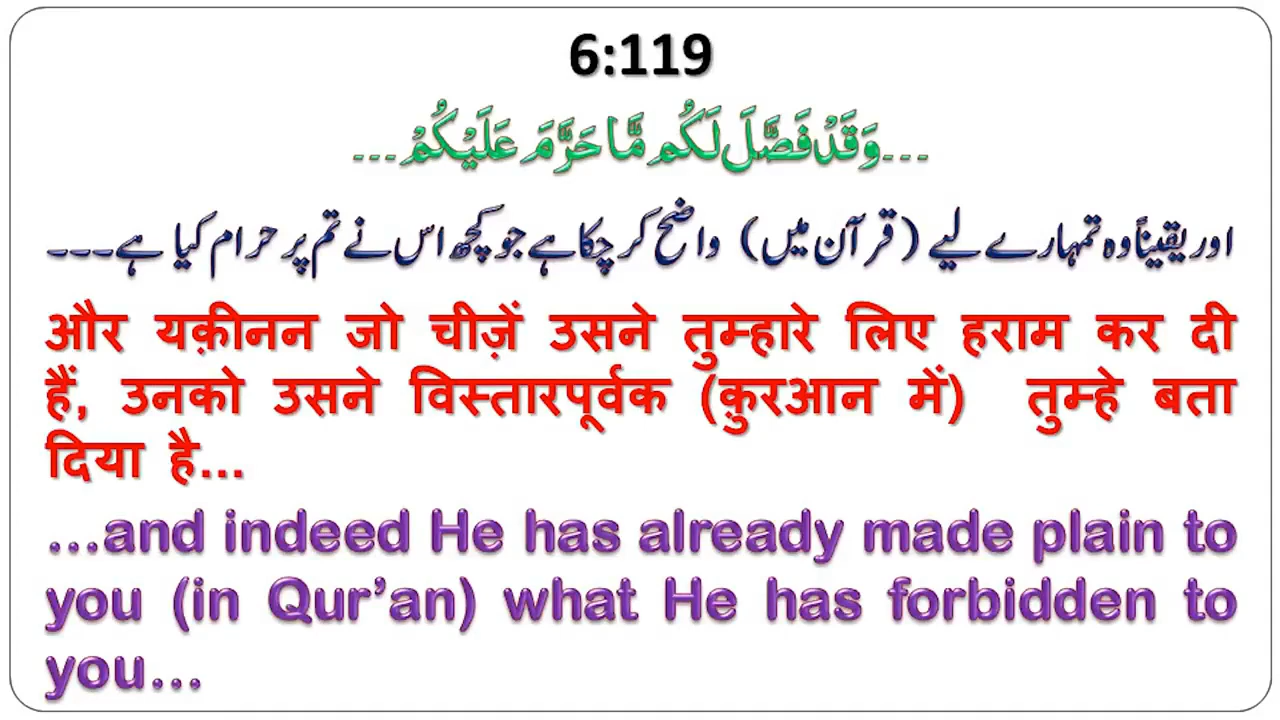 6:119
...وَقَدْ فَصَّلَ لَكُم مَّا حَرَّمَ عَلَيْكُمْ...
اور یقیناً وہ تمہارے لیے (قرآن میں) واضح کر چکا ہے جو کچھ اس نے تم پر حرام کیا ہے۔۔۔
और यक़ीनन जो चीज़ें उसने तुम्हारे लिए हराम कर दी
हैं, उनको उसने विस्तारपूर्वक (क़ुरआन में) तुम्हे बता
दिया है...
...and indeed He has already made plain to
you (in Qur’an) what He has forbidden to
you...